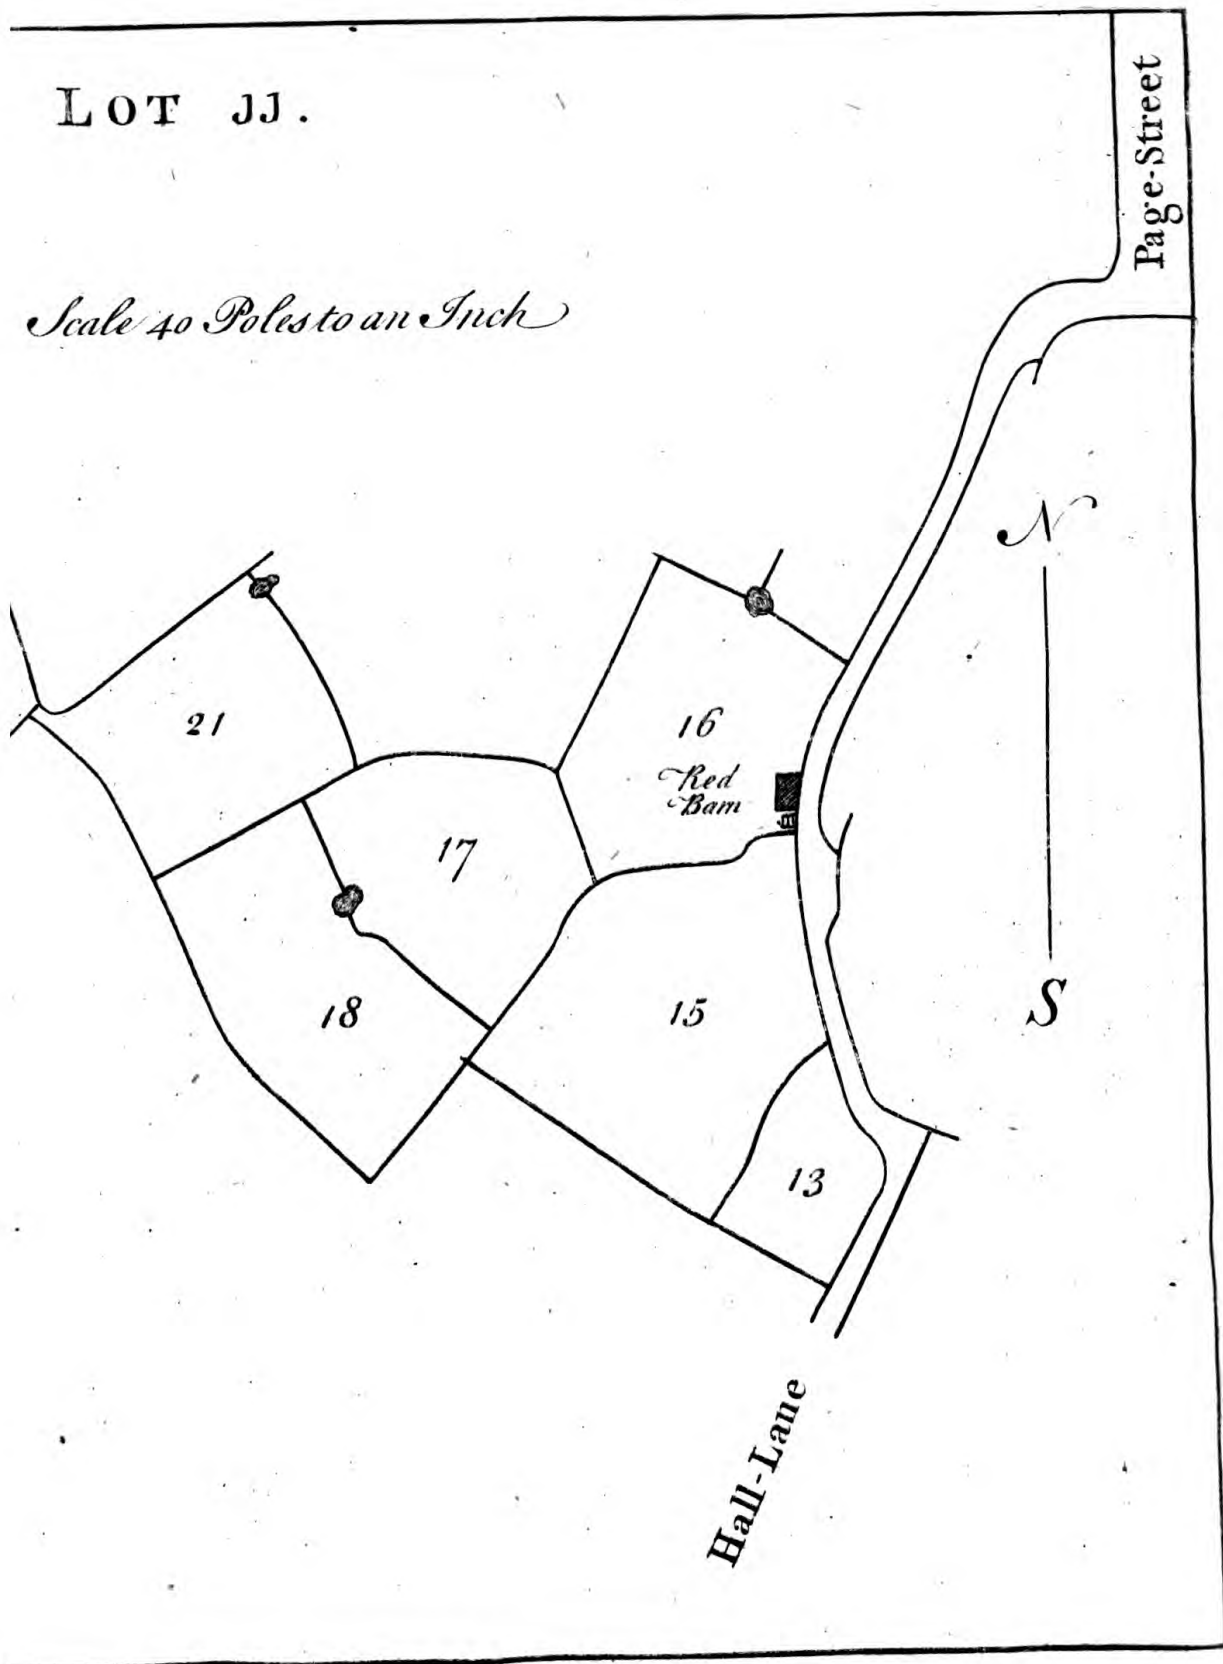 LOT JJ.
Page-Street
Scale 40 Poles to an Inch
N
21
16
Red
Barn
17
18
15
S
13
Hall-Lane